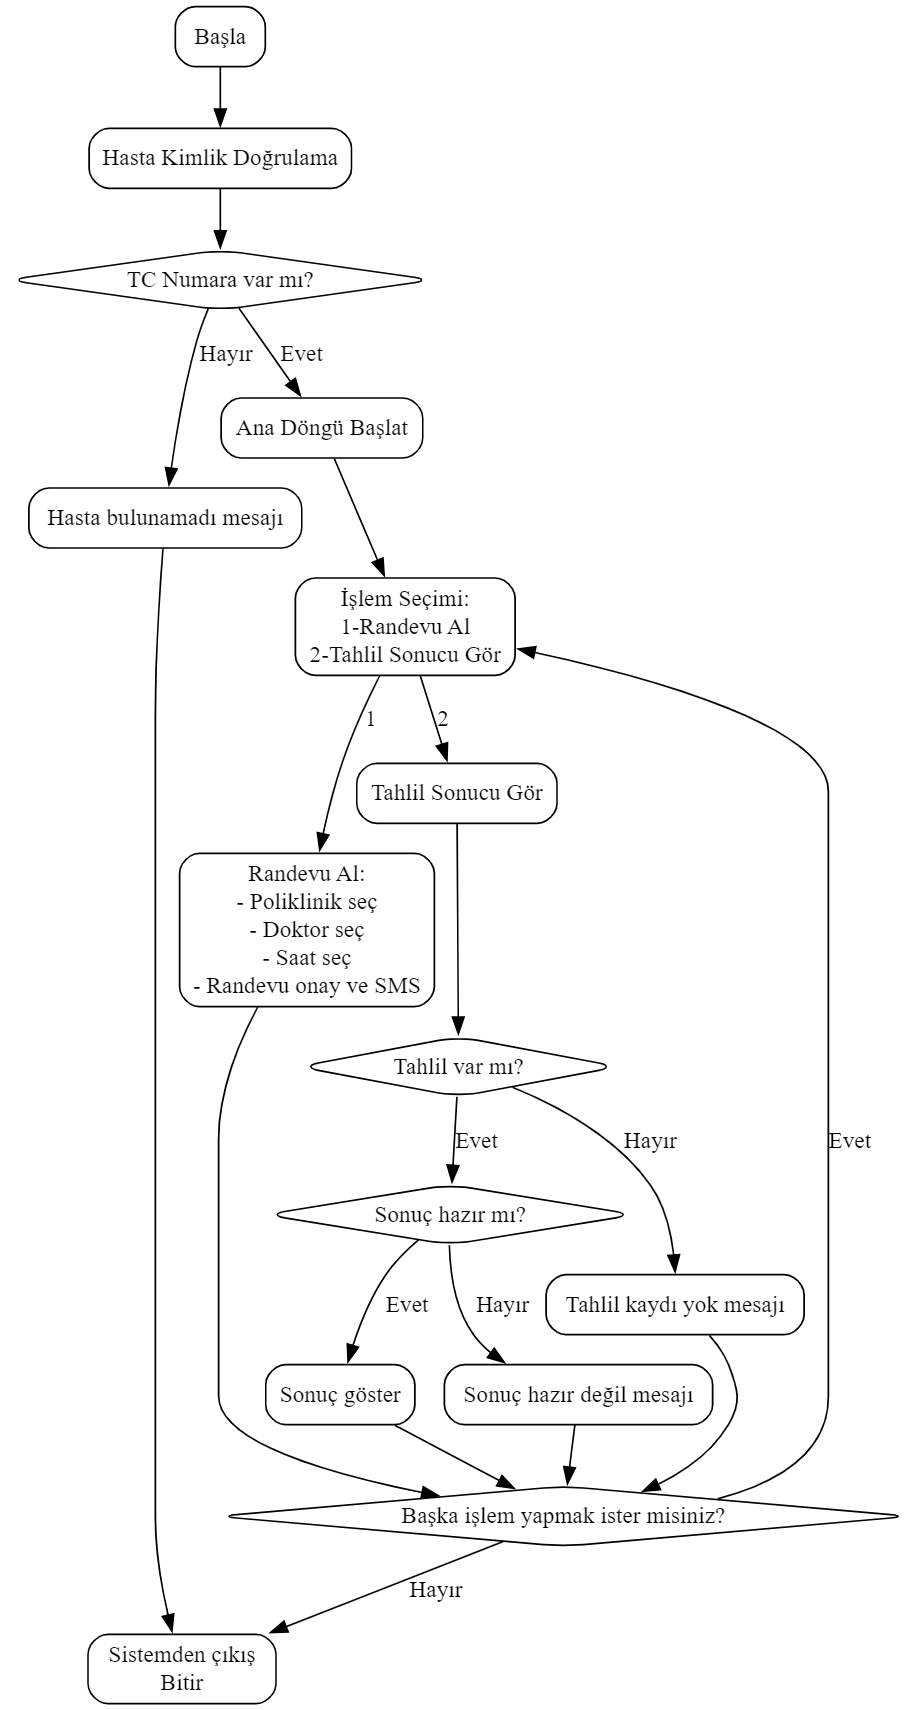 Başla
Hasta Kimlik Doğrulama
TC Numara var mı?
Hayır
Evet
Ana Döngü Başlat
Hasta bulunamadı mesajı
İşlem Seçimi:
1-Randevu Al
2-Tahlil Sonucu Gör
1
2
Tahlil Sonucu Gör
Randevu Al:
- Poliklinik seç
- Doktor seç
- Saat seç
- Randevu onay ve SMS
Tahlil var mı?
Evet
Hayır
Evet
Sonuç hazır mı?
Evet
Hayır
Tahlil kaydı yok mesajı
Sonuç göster
Sonuç hazır değil mesajı
Başka işlem yapmak ister misiniz?
Hayır
Sistemden çıkış
Bitir